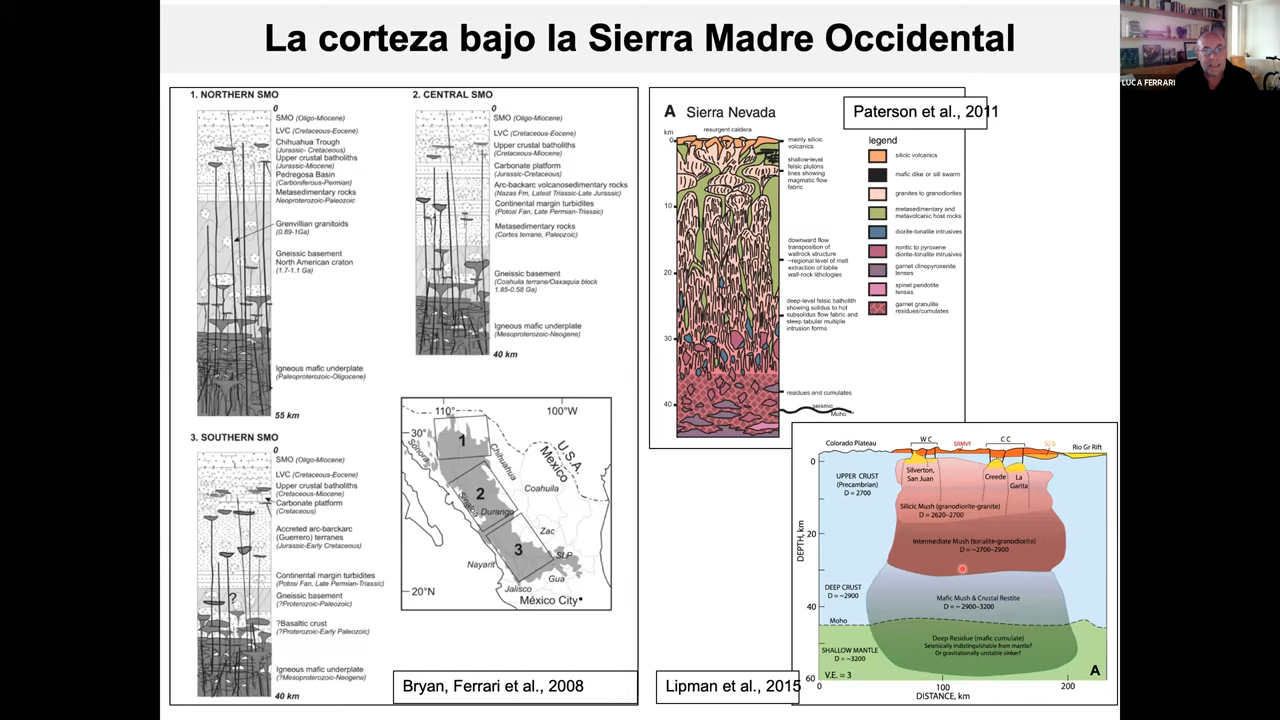 La corteza bajo la Sierra Madre Occidental
LUCA FERRARI
1. NORTHERN SMO
0
SMO (Oligo-Miocene)
LVC (Cretaceous-Eocene)
Chihuahua Trough
(Jurassic- Cretaceous)
Upper crustal batholiths
(Jurassic-Miocene)
Pedregosa Basin
(Carboniferous-Permian)
Metasedimentary rocks
Neoproterozoic-Paleozoic
Grenvillian granitoids
(0.89-1Ga)
Gneissic basement
North American craton
(1.7-1.1 Ga)
Igneous mafic underplate
(Paleoproterozoic-Oligocene)
55 km
2. CENTRAL SMO
0
SMO (Oligo-Miocene)
LVC (Cretaceous-Eocene)
Upper crustal batholiths
(Cretaceous-Miocene)
Carbonate platform
(Jurassic-Cretaceous)
Arc-backarc volcanosedimentary rocks
(Nazas Fm, Latest Triassic-Late Jurassic)
Continental margin turbidites
(Potosi Fan, Late Permian-Triassic)
Metasedimentary rocks
(Cortes terrane, Paleozoic)
Gneissic basement
(Coahuila terrane/Oaxaquia block
1.85-0.58 Ga)
Igneous mafic underplate
(Mesoproterozoic-Neogene)
40 km
3. SOUTHERN SMO
0
SMO (Oligo-Miocene)
LVC (Cretaceous-Eocene)
Upper crustal batholiths
(Cretaceous-Miocene)
Carbonate platform
(Cretaceous)
Accreted arc-barckarc
(Guerrero) terranes
(Jurassic-Early Cretaceous)
Continental margin turbidites
(Potosi Fan, Late Permian-Triassic)
?
Gneissic basement
(?Proterozoic-Paleozoic)
?Basaltic crust
(?Proterozoic-Early Paleozoic)
Igneous mafic underplate
(?Mesoproterozoic-Neogene)
40 km
110°
100°W
30°
20°N
1
2
3
U.S.A.
Mexico
Sonora
Chihuahua
Coahuila
Sinaloa
Durango
Zac
SLP
Nayarit
Gua
Jalisco
México City
Bryan, Ferrari et al., 2008
A Sierra Nevada
Paterson et al., 2011
km
0
10
20
30
40
resurgent caldera
mainly silicic
volcanics
shallow-level
felsic plutons
lines showing
magmatic flow
fabric
downward flow
transposition of
wallrock structure
~regional level of melt
extraction of labile
wall-rock lithologies
deep-level felsic batholith
showing solidus to hot
subsolidus flow fabric and
steep tabular multiple
intrusion forms
residues and cumulates
seismic
Moho
legend
silicic volcanics
mafic dike or sill swarm
granites to granodiorites
metasedimentary and
metavolcanic host rocks
diorite-tonalite intrusives
noritic to pyroxene
diorite-tonalite intrusives
garnet clinopyroxenite
lenses
spinel peridotite
lenses
garnet granulite
residues/cumulates
Colorado Plateau
W C
SRMVF
C C
SLS
Rio Gr Rift
DEPTH, km
0
20
40
60
UPPER CRUST
(Precambrian)
D = 2700
Silverton,
San Juan
Creede
La
Garita
Silicic Mush (granodiorite-granite)
D = 2620–2700
Intermediate Mush (tonalite-granodiorite)
D = ~2700–2900
DEEP CRUST
D = ~2900
Mafic Mush & Crustal Restite
D = ~ 2900–3200
Moho
Deep Residue (mafic cumulate)
Seismically indistinguishable from mantle?
Or gravitationally unstable sinker?
SHALLOW MANTLE
D = ~3200
V.E. = 3
A
0
100
200
DISTANCE, km
Lipman et al., 2015